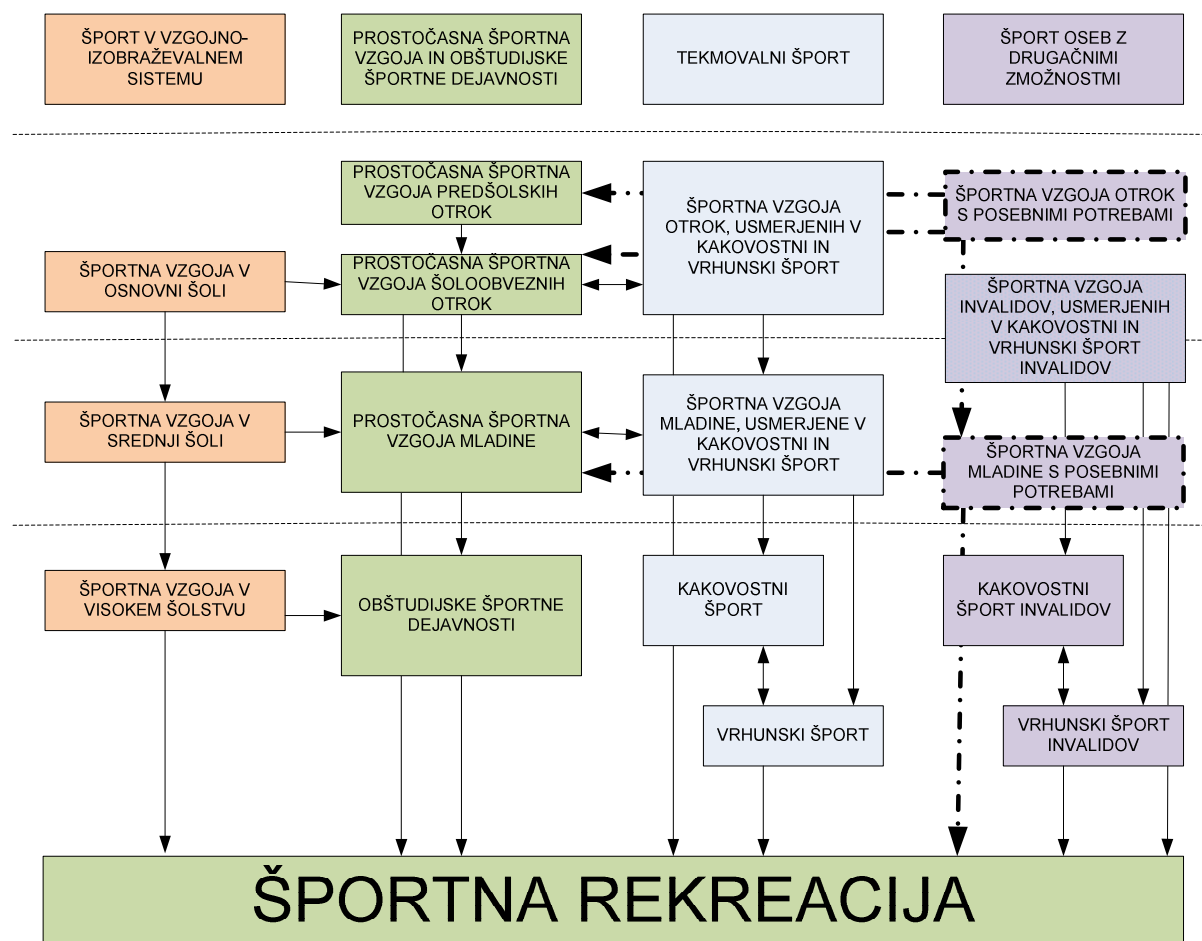 ŠPORT V VZGOJNO-
IZOBRAŽEVALNEM
SISTEMU
PROSTOČASNA ŠPORTNA
VZGOJA IN OBŠTUDIJSKE
ŠPORTNE DEJAVNOSTI
TEKMOVALNI ŠPORT
ŠPORT OSEB Z
DRUGAČNIMI
ZMOŽNOSTMI
PROSTOČASNA ŠPORTNA
VZGOJA PREDŠOLSKIH
OTROK
ŠPORTNA VZGOJA
OTROK, USMERJENIH V
KAKOVOSTNI IN
VRHUNSKI ŠPORT
ŠPORTNA VZGOJA OTROK
S POSEBNIMI POTREBAMI
ŠPORTNA VZGOJA V
OSNOVNI ŠOLI
PROSTOČASNA ŠPORTNA
VZGOJA ŠOLOOBVEZNIH
OTROK
ŠPORTNA VZGOJA
INVALIDOV, USMERJENIH
V KAKOVOSTNI IN
VRHUNSKI ŠPORT
INVALIDOV
ŠPORTNA VZGOJA V
SREDNJI ŠOLI
PROSTOČASNA ŠPORTNA
VZGOJA MLADINE
ŠPORTNA VZGOJA
MLADINE, USMERJENE V
KAKOVOSTNI IN
VRHUNSKI ŠPORT
ŠPORTNA VZGOJA
MLADINE S POSEBNIMI
POTREBAMI
ŠPORTNA VZGOJA V
VISOKEM ŠOLSTVU
OBŠTUDIJSKE ŠPORTNE
DEJAVNOSTI
KAKOVOSTNI
ŠPORT
KAKOVOSTNI
ŠPORT INVALIDOV
VRHUNSKI ŠPORT
VRHUNSKI ŠPORT
INVALIDOV
ŠPORTNA REKREACIJA